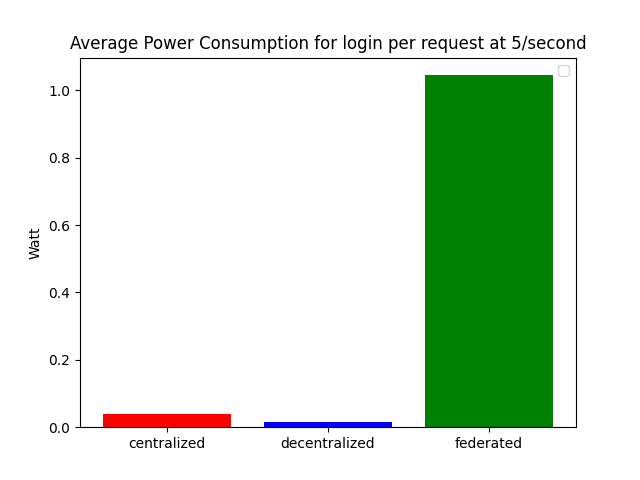 Average Power Consumption for login per request at 5/second
1.0
0.8
0.6
0.4
0.2
0.0
Watt
centralized
decentralized
federated